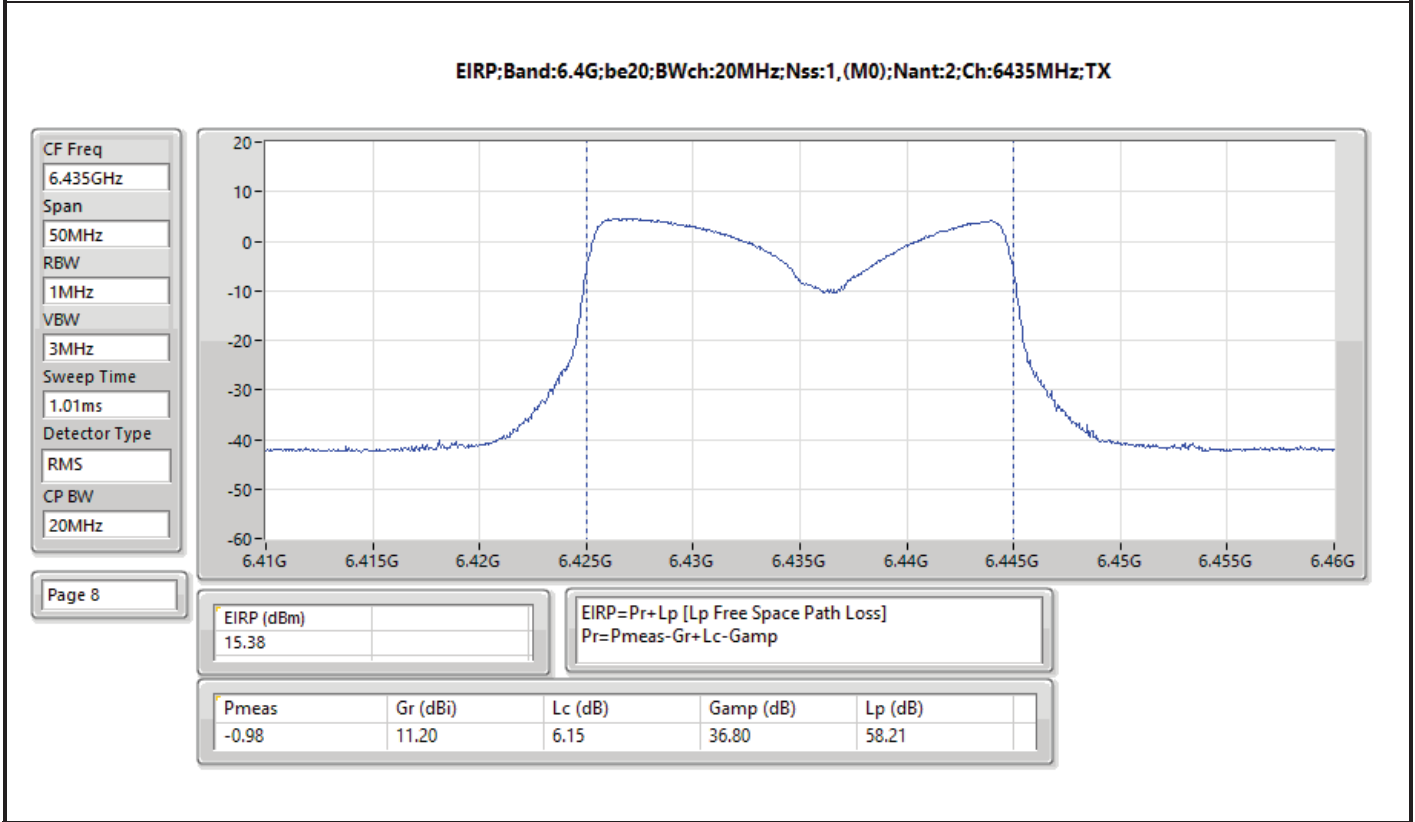 EIRP;Band:6.4G;be20;BWch:20MHz;Nss:1,(M0);Nant:2;Ch:6435MHz;TX
CF Freq
6.435GHz
Span
50MHz
RBW
1MHz
VBW
3MHz
Sweep Time
1.01ms
Detector Type
RMS
CP BW
20MHz
Page 8
20
10
0
-10
-20
-30
-40
-50
-60
6.41G 6.415G 6.42G 6.425G 6.43G 6.435G 6.44G 6.445G 6.45G 6.455G 6.46G
EIRP (dBm)
15.38
EIRP=Pr+Lp [Lp Free Space Path Loss]
Pr=Pmeas-Gr+Lc-Gamp
Pmeas Gr (dBi) Lc (dB) Gamp (dB) Lp (dB)
-0.98 11.20 6.15 36.80 58.21